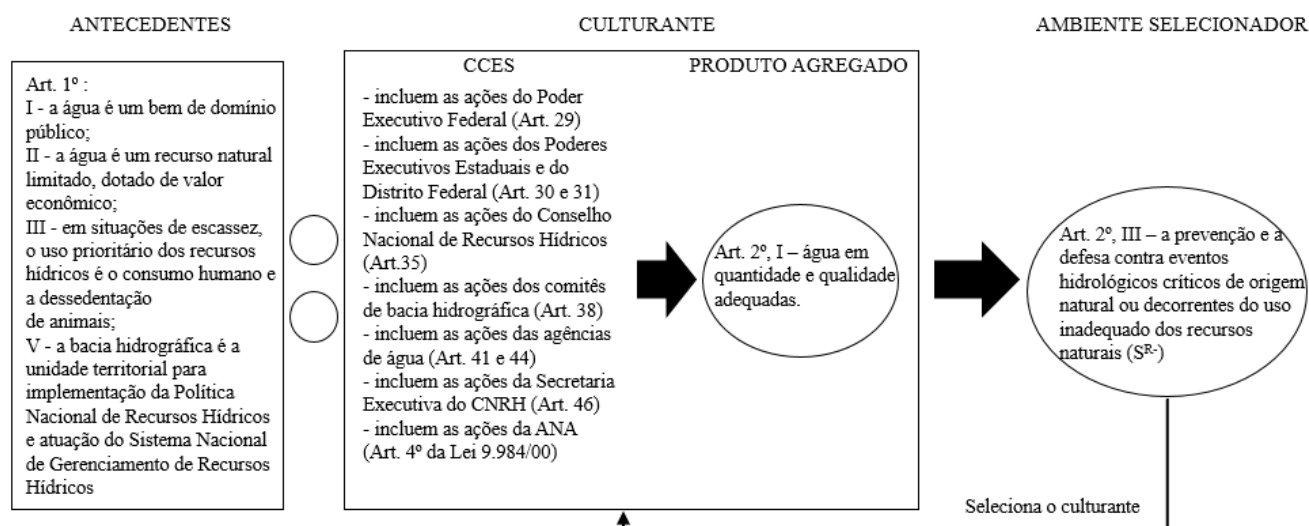 ANTECEDENTES
CULTURANTE
AMBIENTE SELECIONADOR
Art. 1º :
I - a água é um bem de domínio
público;
II - a água é um recurso natural
limitado, dotado de valor
econômico;
III - em situações de escassez,
o uso prioritário dos recursos
hídricos é o consumo humano e
a dessedentação
de animais;
V - a bacia hidrográfica é a
unidade territorial para
implementação da Política
Nacional de Recursos Hídricos
e atuação do Sistema Nacional
de Gerenciamento de Recursos
Hídricos
CCES
- incluem as ações do Poder
Executivo Federal (Art. 29)
- incluem as ações dos Poderes
Executivos Estaduais e do
Distrito Federal (Art. 30 e 31)
- incluem as ações do Conselho
Nacional de Recursos Hídricos
(Art.35)
- incluem as ações dos comitês
de bacia hidrográfica (Art. 38)
- incluem as ações das agências
de água (Art. 41 e 44)
- incluem as ações da Secretaria
Executiva do CNRH (Art. 46)
- incluem as ações da ANA
(Art. 4º da Lei 9.984/00)
PRODUTO AGREGADO
Art. 2º, I – água em
quantidade e qualidade
adequadas.
Art. 2º, III – a prevenção e a
defesa contra eventos
hidrológicos críticos de origem
natural ou decorrentes do uso
inadequado dos recursos
naturais (Sᴿ⁻)
Seleciona o culturante